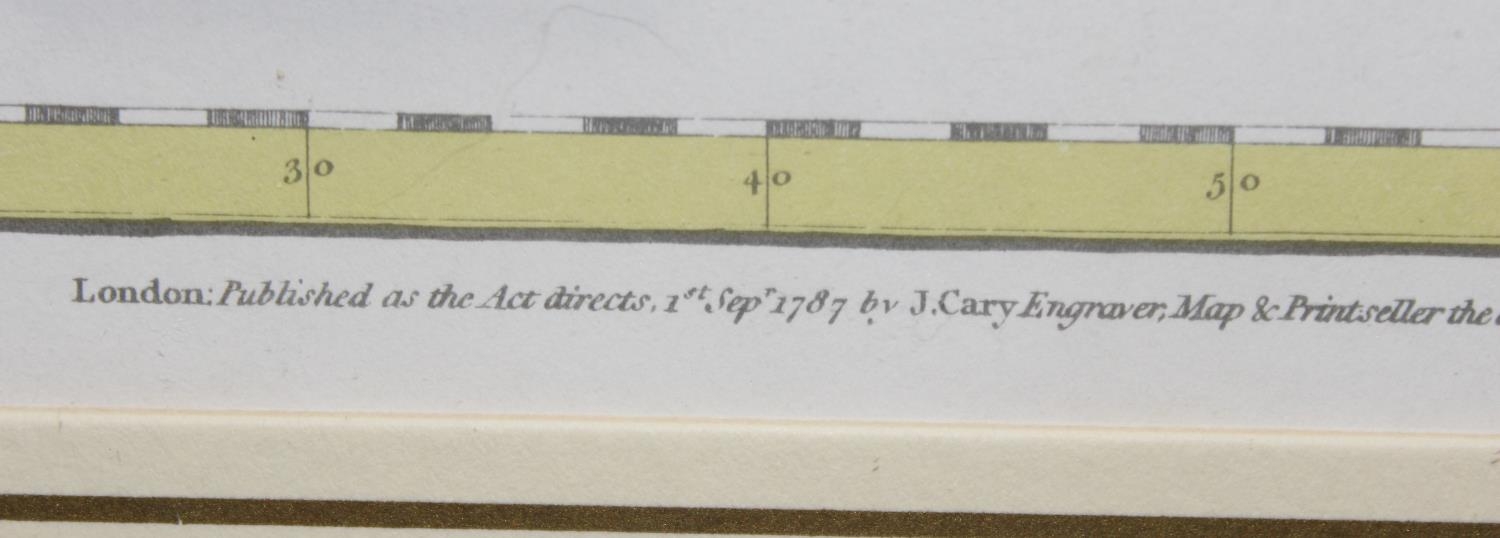 30 40 50
London: Published as the Act directs, 1st Sepr 1787 by J. Cary Engraver, Map & Printseller the